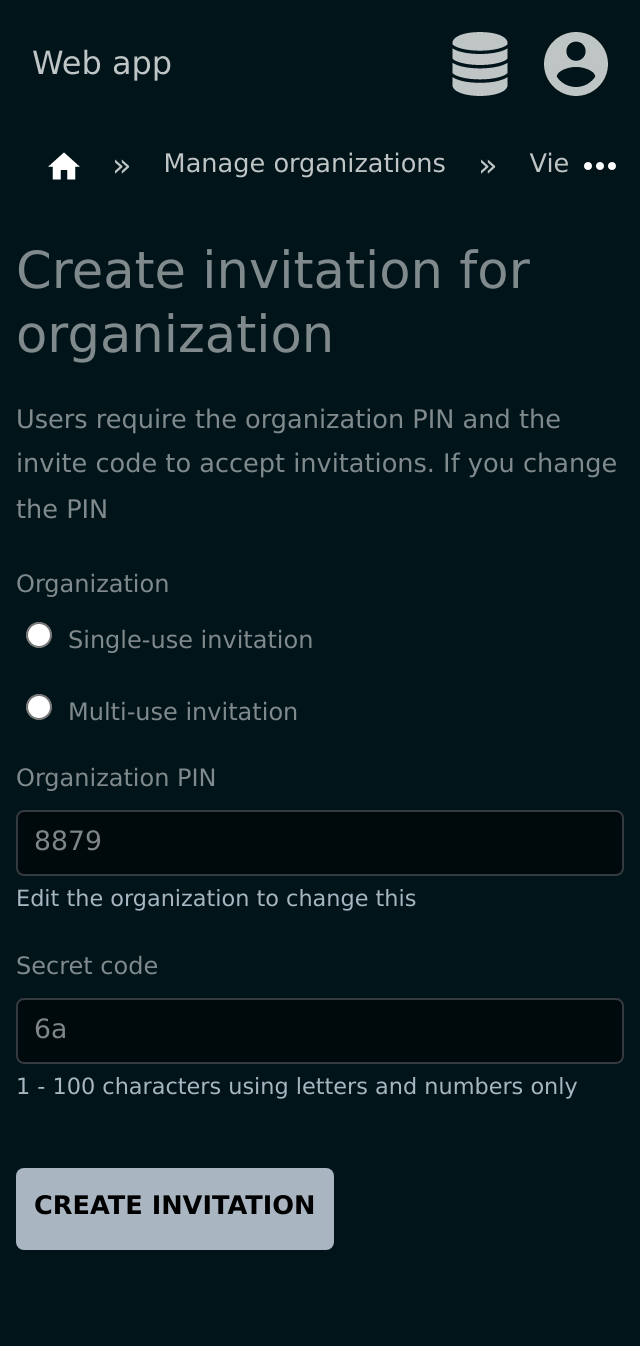 Web app
» Manage organizations » Vie
Create invitation for
organization
Users require the organization PIN and the
invite code to accept invitations. If you change
the PIN
Organization
Single-use invitation
Multi-use invitation
Organization PIN
8879
Edit the organization to change this
Secret code
6a
1 - 100 characters using letters and numbers only
CREATE INVITATION